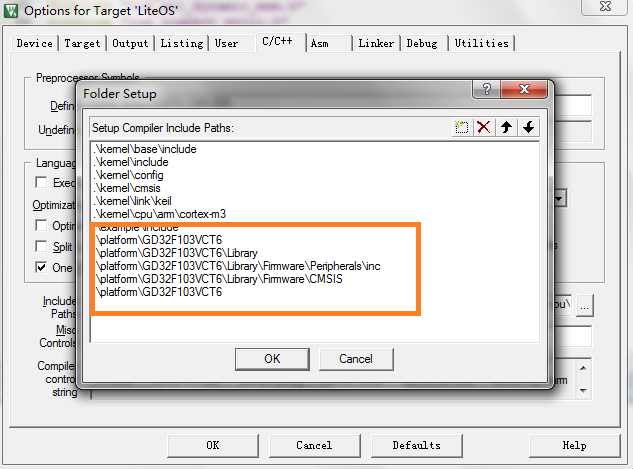 Options for Target 'LiteOS'
Device Target Output Listing User C/C++ Asm Linker Debug Utilities
Preprocessor Symbols
Folder Setup
Define
Setup Compiler Include Paths:
Undefine
.\kernel\base\include
.\kernel\include
.\kernel\config
.\kernel\cmsis
.\kernel\link\keil
.\kernel\cpu\arm\cortex-m3
\example\include
\platform\GD32F103VCT6
\platform\GD32F103VCT6\Library
\platform\GD32F103VCT6\Library\Firmware\Peripherals\inc
\platform\GD32F103VCT6\Library\Firmware\CMSIS
\platform\GD32F103VCT6
Languag
Exec
Optimizat
Optin
Split
One
Include
Paths
pu\
...
Misc
Controls
OK Cancel
Compiler
control
string
arm
OK Cancel Defaults Help